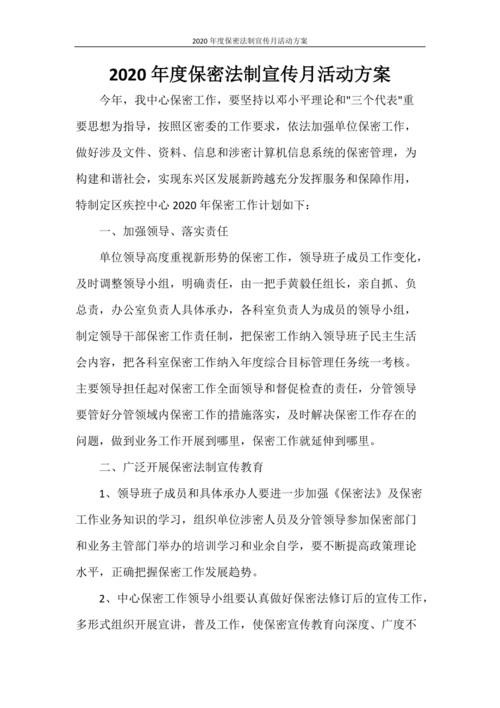 2020 年度保密法制宣传月活动方案
2020 年度保密法制宣传月活动方案
今年，我中心保密工作，要坚持以邓小平理论和"三个代表"重
要思想为指导，按照区密委的工作要求，依法加强单位保密工作，
做好涉及文件、资料、信息和涉密计算机信息系统的保密管理，为
构建和谐社会，实现东兴区发展新跨越充分发挥服务和保障作用，
特制定区疾控中心 2020 年保密工作计划如下：
一、加强领导、落实责任
单位领导高度重视新形势的保密工作，领导班子成员工作变化，
及时调整领导小组，明确责任，由一把手黄毅任组长，亲自抓、负
总责，办公室负责人具体承办，各科室负责人为成员的领导小组，
制定领导干部保密工作责任制，把保密工作纳入领导班子民主生活
会内容，把各科室保密工作纳入年度综合目标管理任务统一考核。
主要领导担任起对保密工作全面领导和督促检查的责任，分管领导
要管好分管领域内保密工作的措施落实，及时解决保密工作存在的
问题，做到业务工作开展到哪里，保密工作就延伸到哪里。
二、广泛开展保密法制宣传教育
1、领导班子成员和具体承办人要进一步加强《保密法》及保密
工作业务知识的学习，组织单位涉密人员及分管领导参加保密部门
和业务主管部门举办的培训学习和业余自学，要不断提高政策理论
水平，正确把握保密工作发展趋势。
2、中心保密工作领导小组要认真做好保密法修订后的宣传工作，
多形式组织开展宣讲，普及工作，使保密宣传教育向深度、广度不